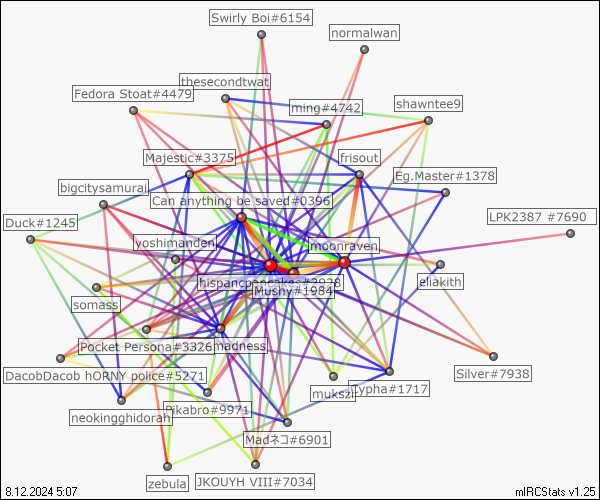 Swirly Boi#6154
normalwan
thesecondtwat
Fedora Stoat#4479
ming#4742
shawntee9
Majestic#3375
frisout
Eg.Master#1378
bigcitysamurai
Can anything be saved#0396
LPK2387 #7690
Duck#1245
yoshimanden
moonraven
eliakith
somass
Mushy#1984
Pocket Persona#3326
madness
DacobDacob hORNY police#5271
Silver#7938
Pikabro#9971
mukszi
cypha#1717
neokingghidorah
Madネコ#6901
zebula
JKOUYH VIII#7034
8.12.2024 5:07
mIRCStats v1.25